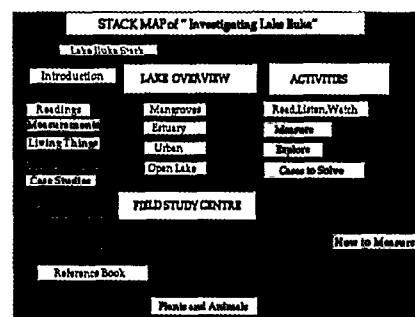 STACK MAP of " Investigating Lake Iluka"
Lake Iluka Stack
Introduction
LAKE OVERVIEW
ACTIVITIES
Readings
Mangroves
Read,Listen,Watch
Measurements
Estuary
Measure
Living Things
Urban
Explore
Case Studies
Open Lake
Cases to Solve
FIELD STUDY CENTRE
How to Measure
Reference Book
Plants and Animals